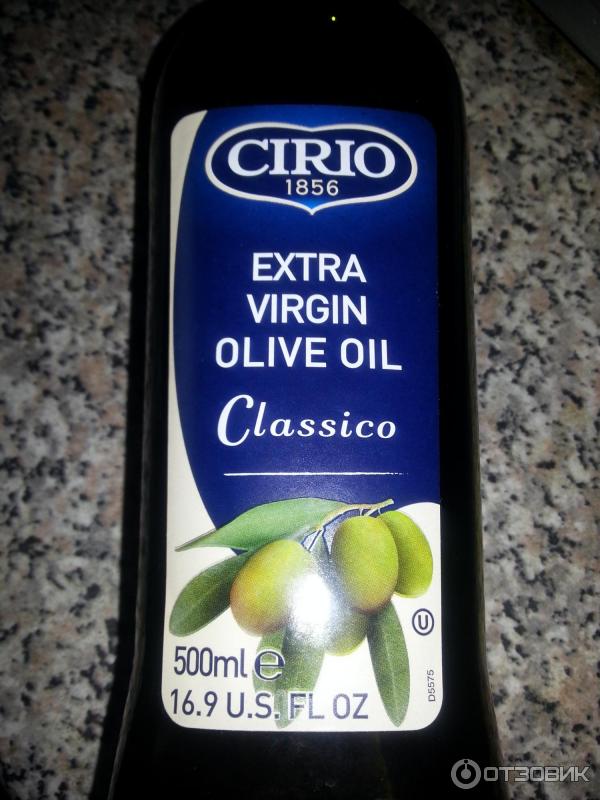 CIRIO
1856
EXTRA
VIRGIN
OLIVE OIL
Classico
U
500ml e
16.9 U.S. FL OZ
D5575
ОТЗОВИК